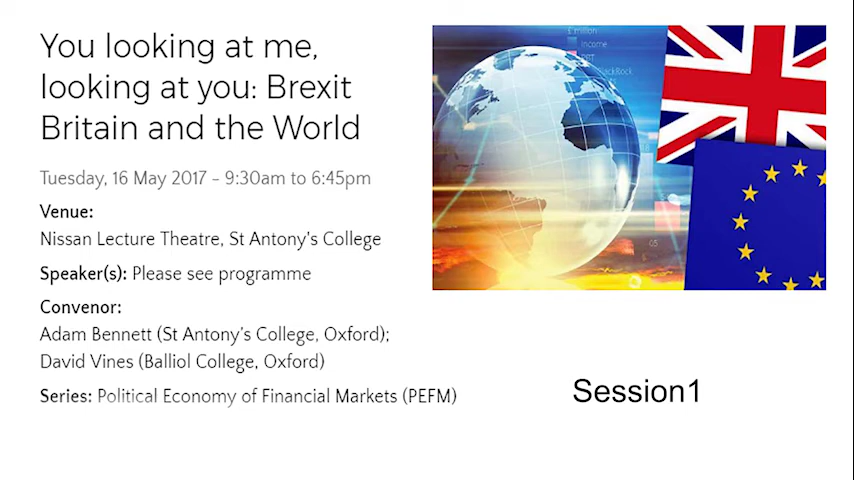 You looking at me,
looking at you: Brexit
Britain and the World
Tuesday, 16 May 2017 - 9:30am to 6:45pm
Venue:
Nissan Lecture Theatre, St Antony's College
Speaker(s): Please see programme
Convenor:
Adam Bennett (St Antony's College, Oxford);
David Vines (Balliol College, Oxford)
Series: Political Economy of Financial Markets (PEFM)
£ million
Income
Session1